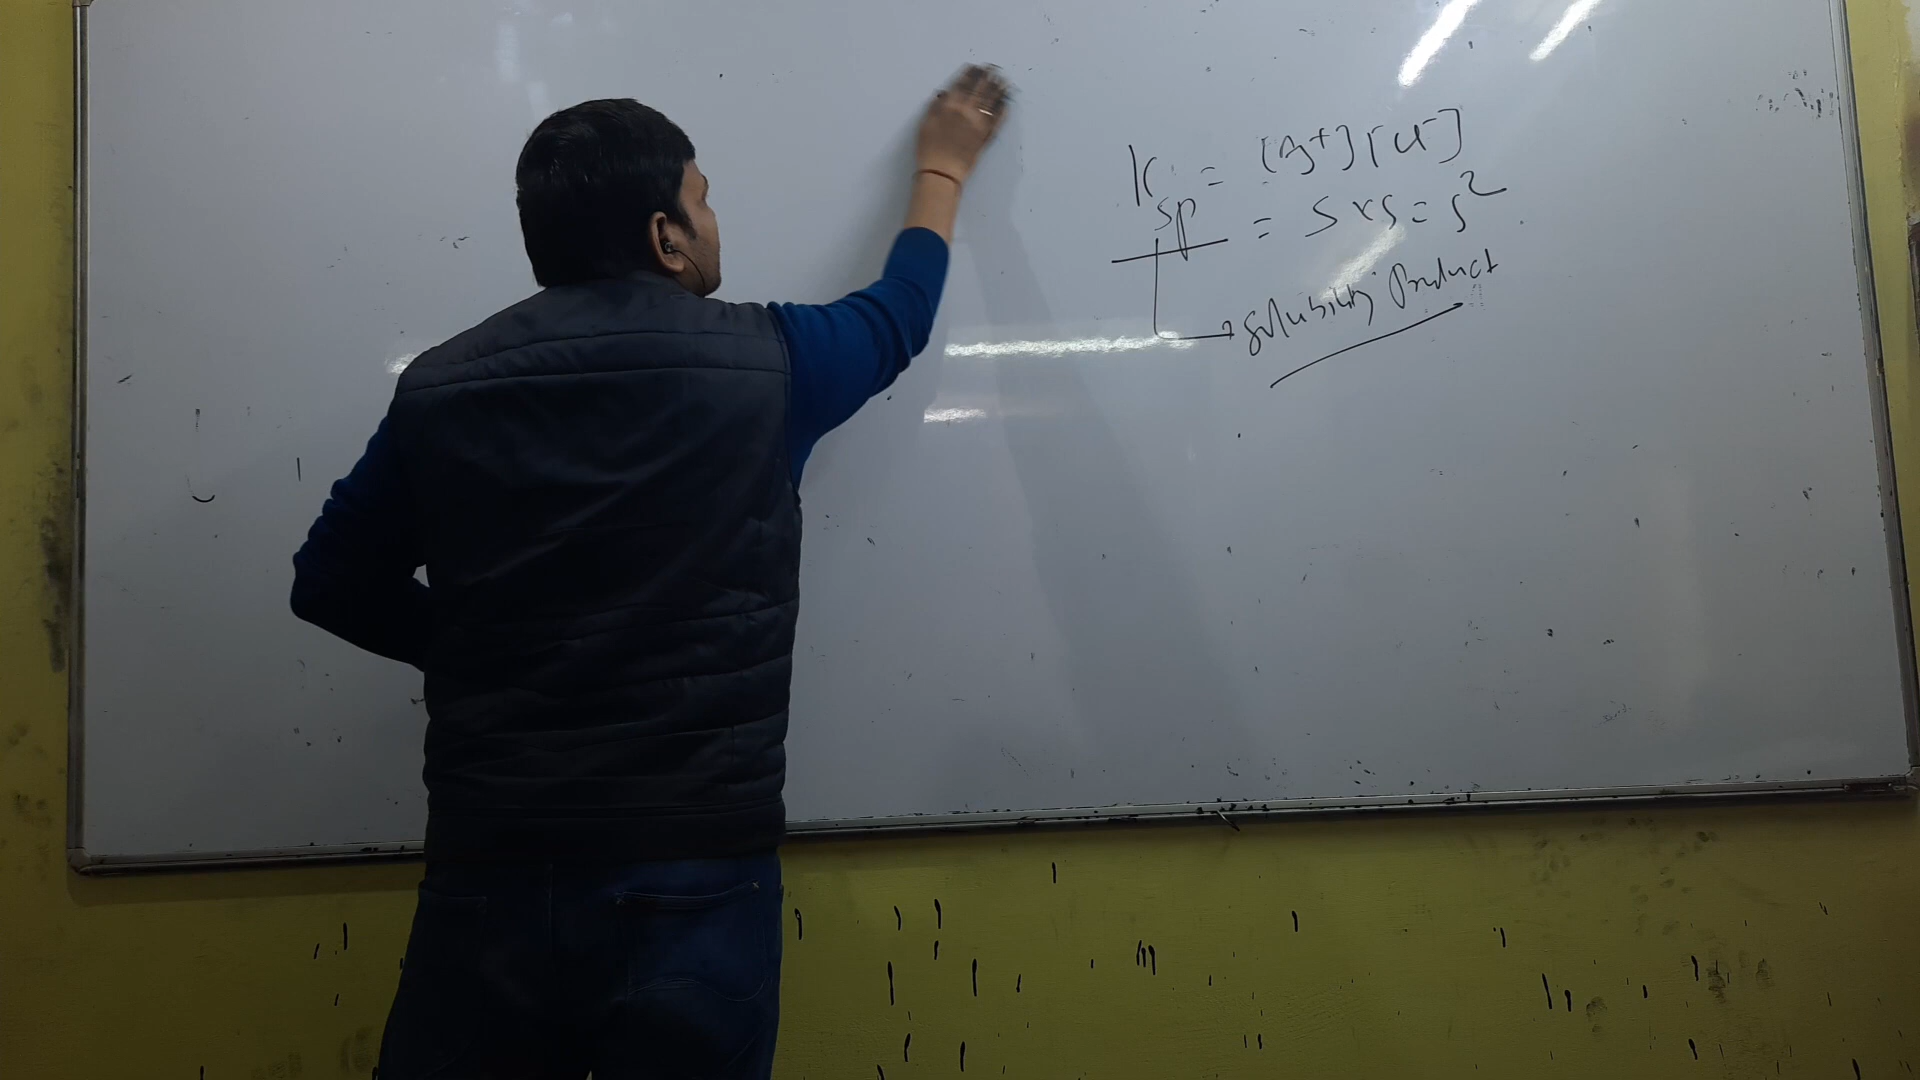 Ksp = [Ag+][Cl-]
= S x S = S²
→ Solubility Product